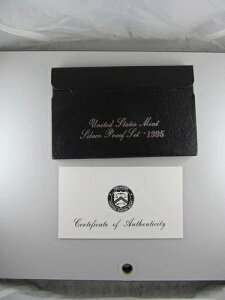 United States Mint
Silver Proof Set · 1995
Certificate of Authenticity